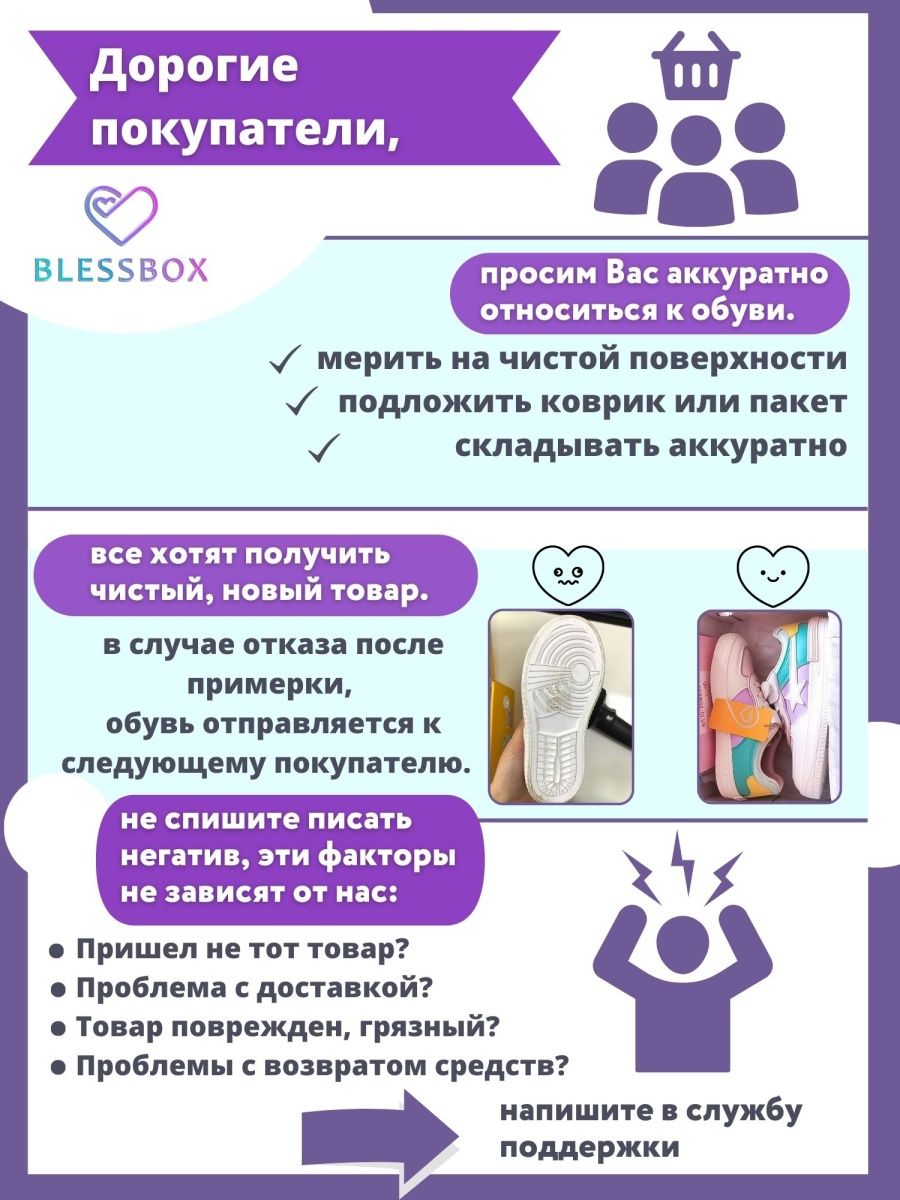 Дорогие
покупатели,
BLESSBOX
просим Вас аккуратно
относиться к обуви.
мерить на чистой поверхности
подложить коврик или пакет
складывать аккуратно
все хотят получить
чистый, новый товар.
в случае отказа после
примерки,
обувь отправляется к
следующему покупателю.
не спишите писать
негатив, эти факторы
не зависят от нас:
Пришел не тот товар?
Проблема с доставкой?
Товар поврежден, грязный?
Проблемы с возвратом средств?
напишите в службу
поддержки